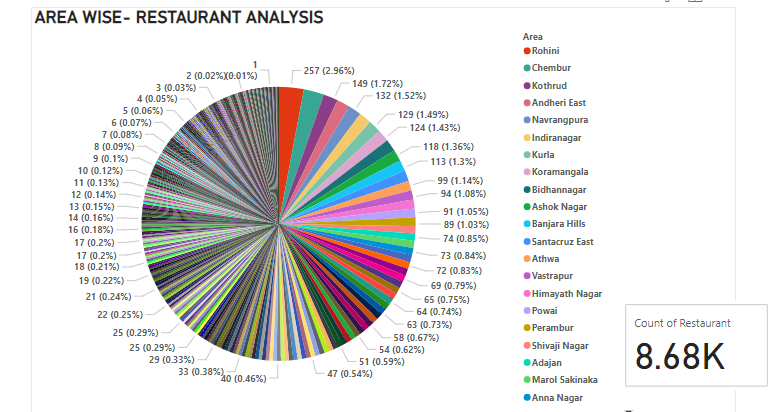 AREA WISE- RESTAURANT ANALYSIS
1
2 (0.02%)
(0.01%)
3 (0.03%)
4 (0.05%)
5 (0.06%)
6 (0.07%)
7 (0.08%)
8 (0.09%)
9 (0.1%)
10 (0.12%)
11 (0.13%)
12 (0.14%)
13 (0.15%)
14 (0.16%)
16 (0.18%)
17 (0.2%)
17 (0.2%)
18 (0.21%)
19 (0.22%)
21 (0.24%)
22 (0.25%)
25 (0.29%)
25 (0.29%)
29 (0.33%)
33 (0.38%)
40 (0.46%)
257 (2.96%)
149 (1.72%)
132 (1.52%)
129 (1.49%)
124 (1.43%)
118 (1.36%)
113 (1.3%)
99 (1.14%)
94 (1.08%)
91 (1.05%)
89 (1.03%)
74 (0.85%)
73 (0.84%)
72 (0.83%)
69 (0.79%)
65 (0.75%)
64 (0.74%)
63 (0.73%)
58 (0.67%)
54 (0.62%)
51 (0.59%)
47 (0.54%)
Area
Rohini
Chembur
Kothrud
Andheri East
Navrangpura
Indiranagar
Kurla
Koramangala
Bidhannagar
Ashok Nagar
Banjara Hills
Santacruz East
Athwa
Vastrapur
Himayath Nagar
Powai
Perambur
Shivaji Nagar
Adajan
Marol Sakinaka
Anna Nagar
Count of Restaurant
8.68K